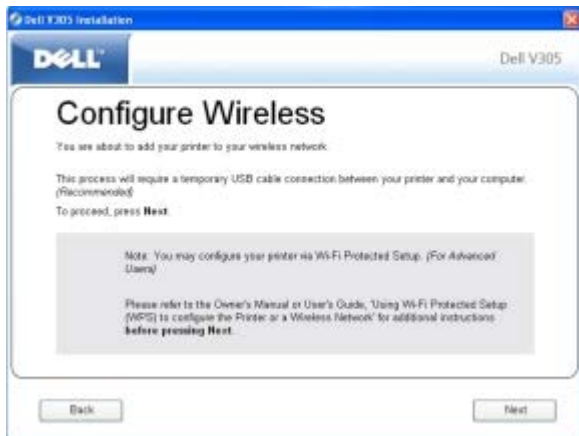 Dell V305 Installation
DELL™
Dell V305
Configure Wireless
You are about to add your printer to your wireless network.
This process will require a temporary USB cable connection between your printer and your computer.
(Recommended)
To proceed, press Next.
Note: You may configure your printer via Wi-Fi Protected Setup. (For Advanced
Users)
Please refer to the Owner's Manual or User's Guide, 'Using Wi-Fi Protected Setup
(WPS) to configure the Printer or a Wireless Network' for additional instructions
before pressing Next.
Back
Next